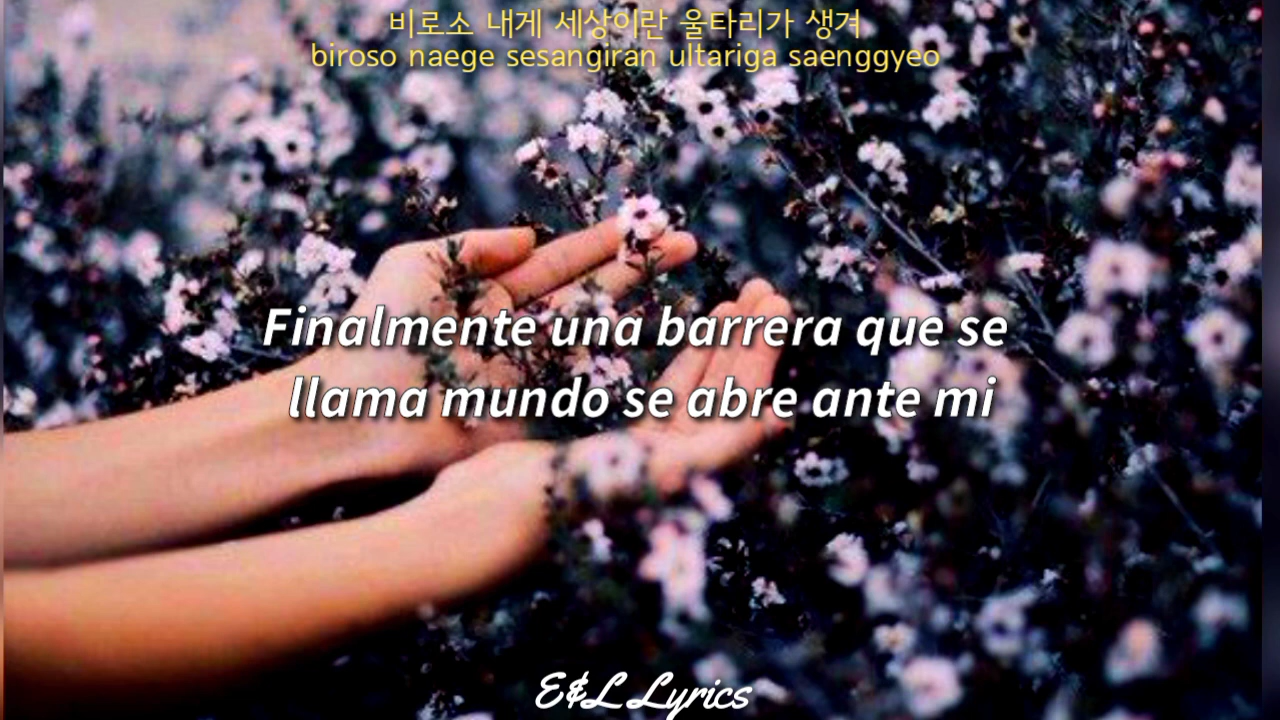 비로소 내게 세상이란 울타리가 생겨
biroso naege sesangiran ultariga saenggyeo
Finalmente una barrera que se
llama mundo se abre ante mi
E&L Lyrics